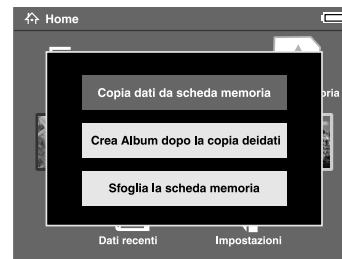 Home
Copia dati da scheda memoria
oria
Crea Album dopo la copia deidati
Sfoglia la scheda memoria
Dati recenti
Impostazioni